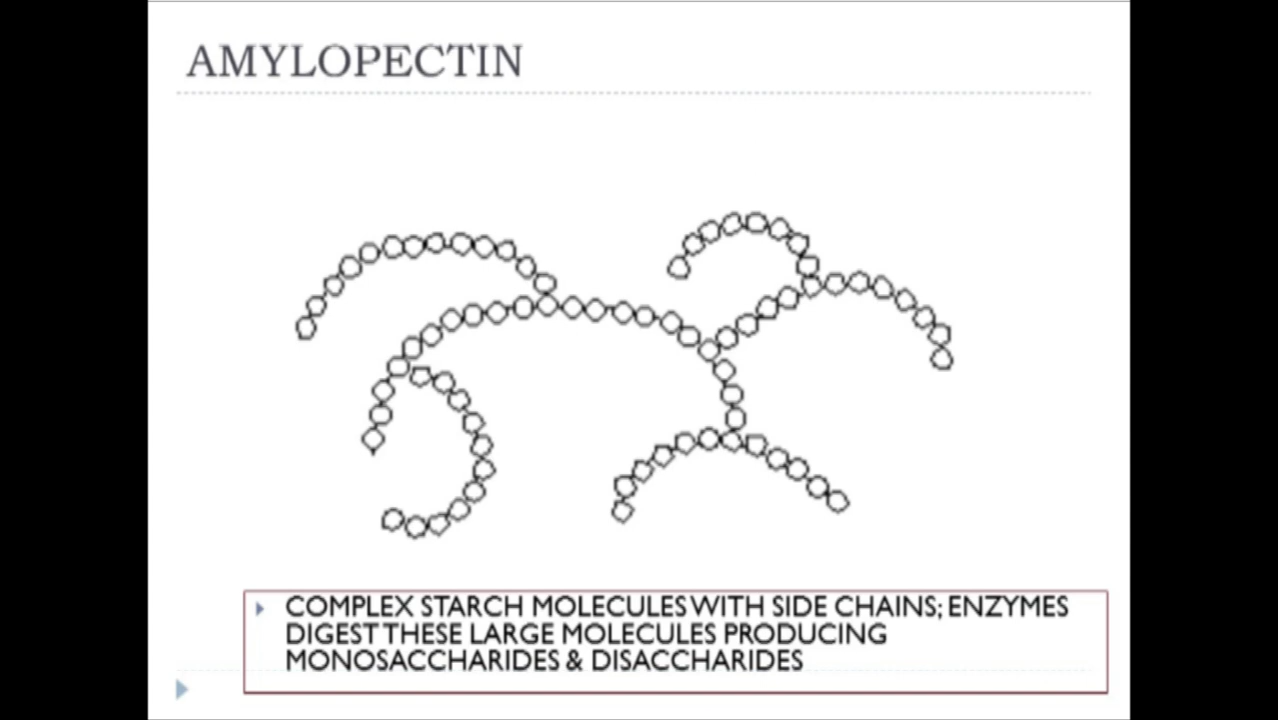 AMYLOPECTIN
COMPLEX STARCH MOLECULES WITH SIDE CHAINS; ENZYMES
DIGEST THESE LARGE MOLECULES PRODUCING
MONOSACCHARIDES & DISACCHARIDES